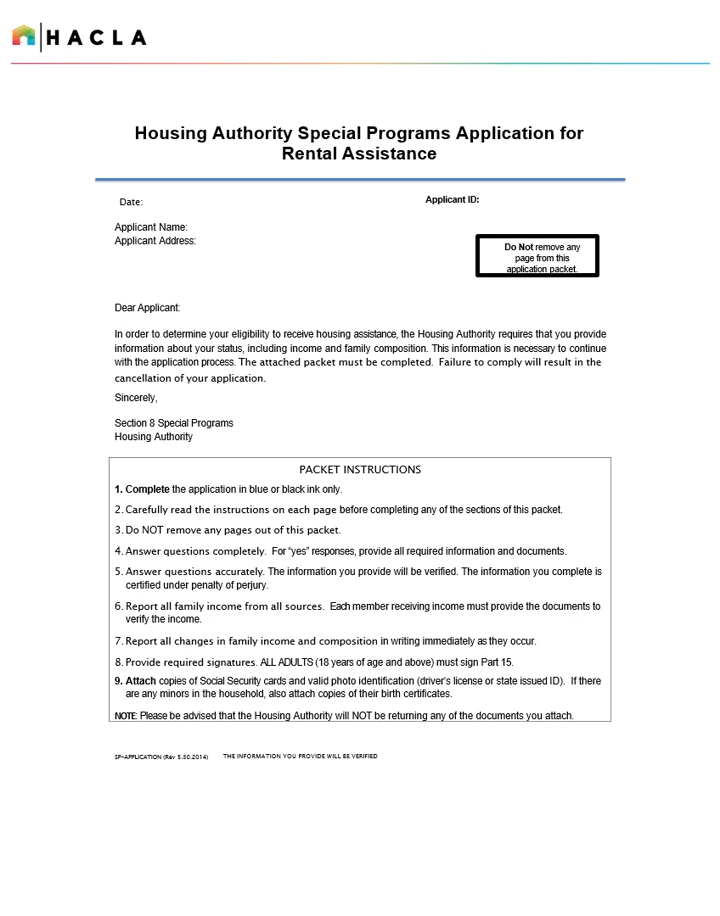 HACLA
Housing Authority Special Programs Application for
Rental Assistance
Date:
Applicant ID:
Applicant Name:
Applicant Address:
Do Not remove any
page from this
application packet.
Dear Applicant:
In order to determine your eligibility to receive housing assistance, the Housing Authority requires that you provide
information about your status, including income and family composition. This information is necessary to continue
with the application process. The attached packet must be completed. Failure to comply will result in the
cancellation of your application.
Sincerely,
Section 8 Special Programs
Housing Authority
PACKET INSTRUCTIONS
1. Complete the application in blue or black ink only.
2. Carefully read the instructions on each page before completing any of the sections of this packet.
3. Do NOT remove any pages out of this packet.
4. Answer questions completely. For “yes” responses, provide all required information and documents.
5. Answer questions accurately. The information you provide will be verified. The information you complete is
certified under penalty of perjury.
6. Report all family income from all sources. Each member receiving income must provide the documents to
verify the income.
7. Report all changes in family income and composition in writing immediately as they occur.
8. Provide required signatures. ALL ADULTS (18 years of age and above) must sign Part 15.
9. Attach copies of Social Security cards and valid photo identification (driver’s license or state issued ID). If there
are any minors in the household, also attach copies of their birth certificates.
NOTE: Please be advised that the Housing Authority will NOT be returning any of the documents you attach.
SP-APPLICATION (Rev 5.30.2014) THE INFORMATION YOU PROVIDE WILL BE VERIFIED